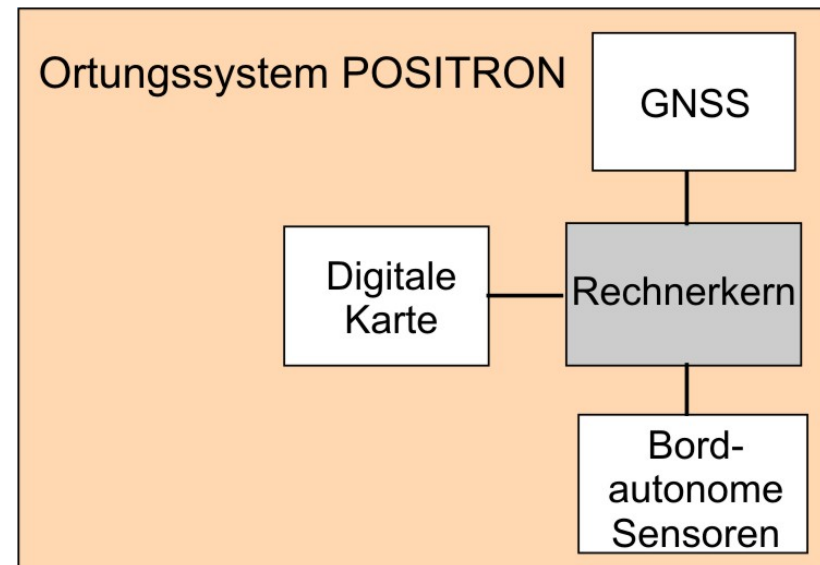 Ortungssystem POSITRON
GNSS
Digitale
Karte
Rechnerkern
Bord-
autonome
Sensoren